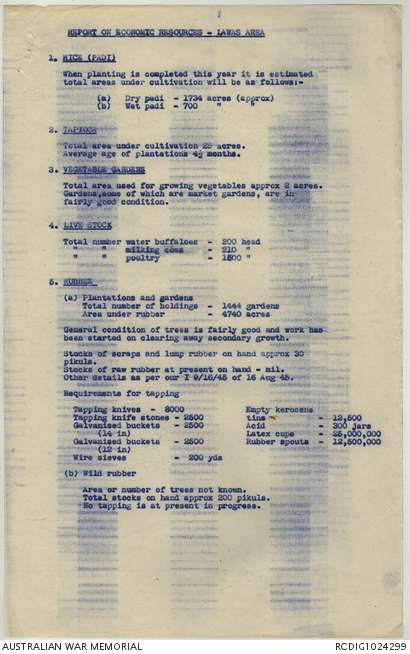 1
REPORT ON ECONOMIC RESOURCES - LAWAS AREA
1. RICE (PADI)
When planting is completed this year it is estimated
total areas under cultivation will be as follows:-
(a) Dry padi - 1734 acres (approx)
(b) Wet padi - 700 " "
2. TAPIOCA
Total area under cultivation 25 acres.
Average age of plantations 4½ months.
3. VEGETABLE GARDENS
Total area used for growing vegetables approx 2 acres.
Gardens,some of which are market gardens, are in
fairly good condition.
4. LIVE STOCK
Total number water buffaloes - 200 head
" " milking cows - 210 "
" " poultry - 1500 "
5. RUBBER
(a) Plantations and gardens
Total number of holdings - 1444 gardens
Area under rubber - 4740 acres
General condition of trees is fairly good and work has
been started on clearing away secondary growth.
Stocks of scraps and lump rubber on hand approx 30
pikuls.
Stocks of raw rubber at present on hand - nil.
Other details as per our I 9/16/45 of 16 Aug 45.
Requirements for tapping
Tapping knives - 8000 Empty kerosene
Tapping knife stones - 2500 tins - 12,500
Galvanised buckets - 2500 Acid - 300 jars
(14 in) Latex cups - 25,000,000
Galvanised buckets - 2500 Rubber spouts - 12,500,000
(12 in)
Wire sieves - 200 yds
(b) Wild rubber
Area or number of trees not known.
Total stocks on hand approx 200 pikuls.
No tapping is at present in progress.
AUSTRALIAN WAR MEMORIAL
RCDIG1024299